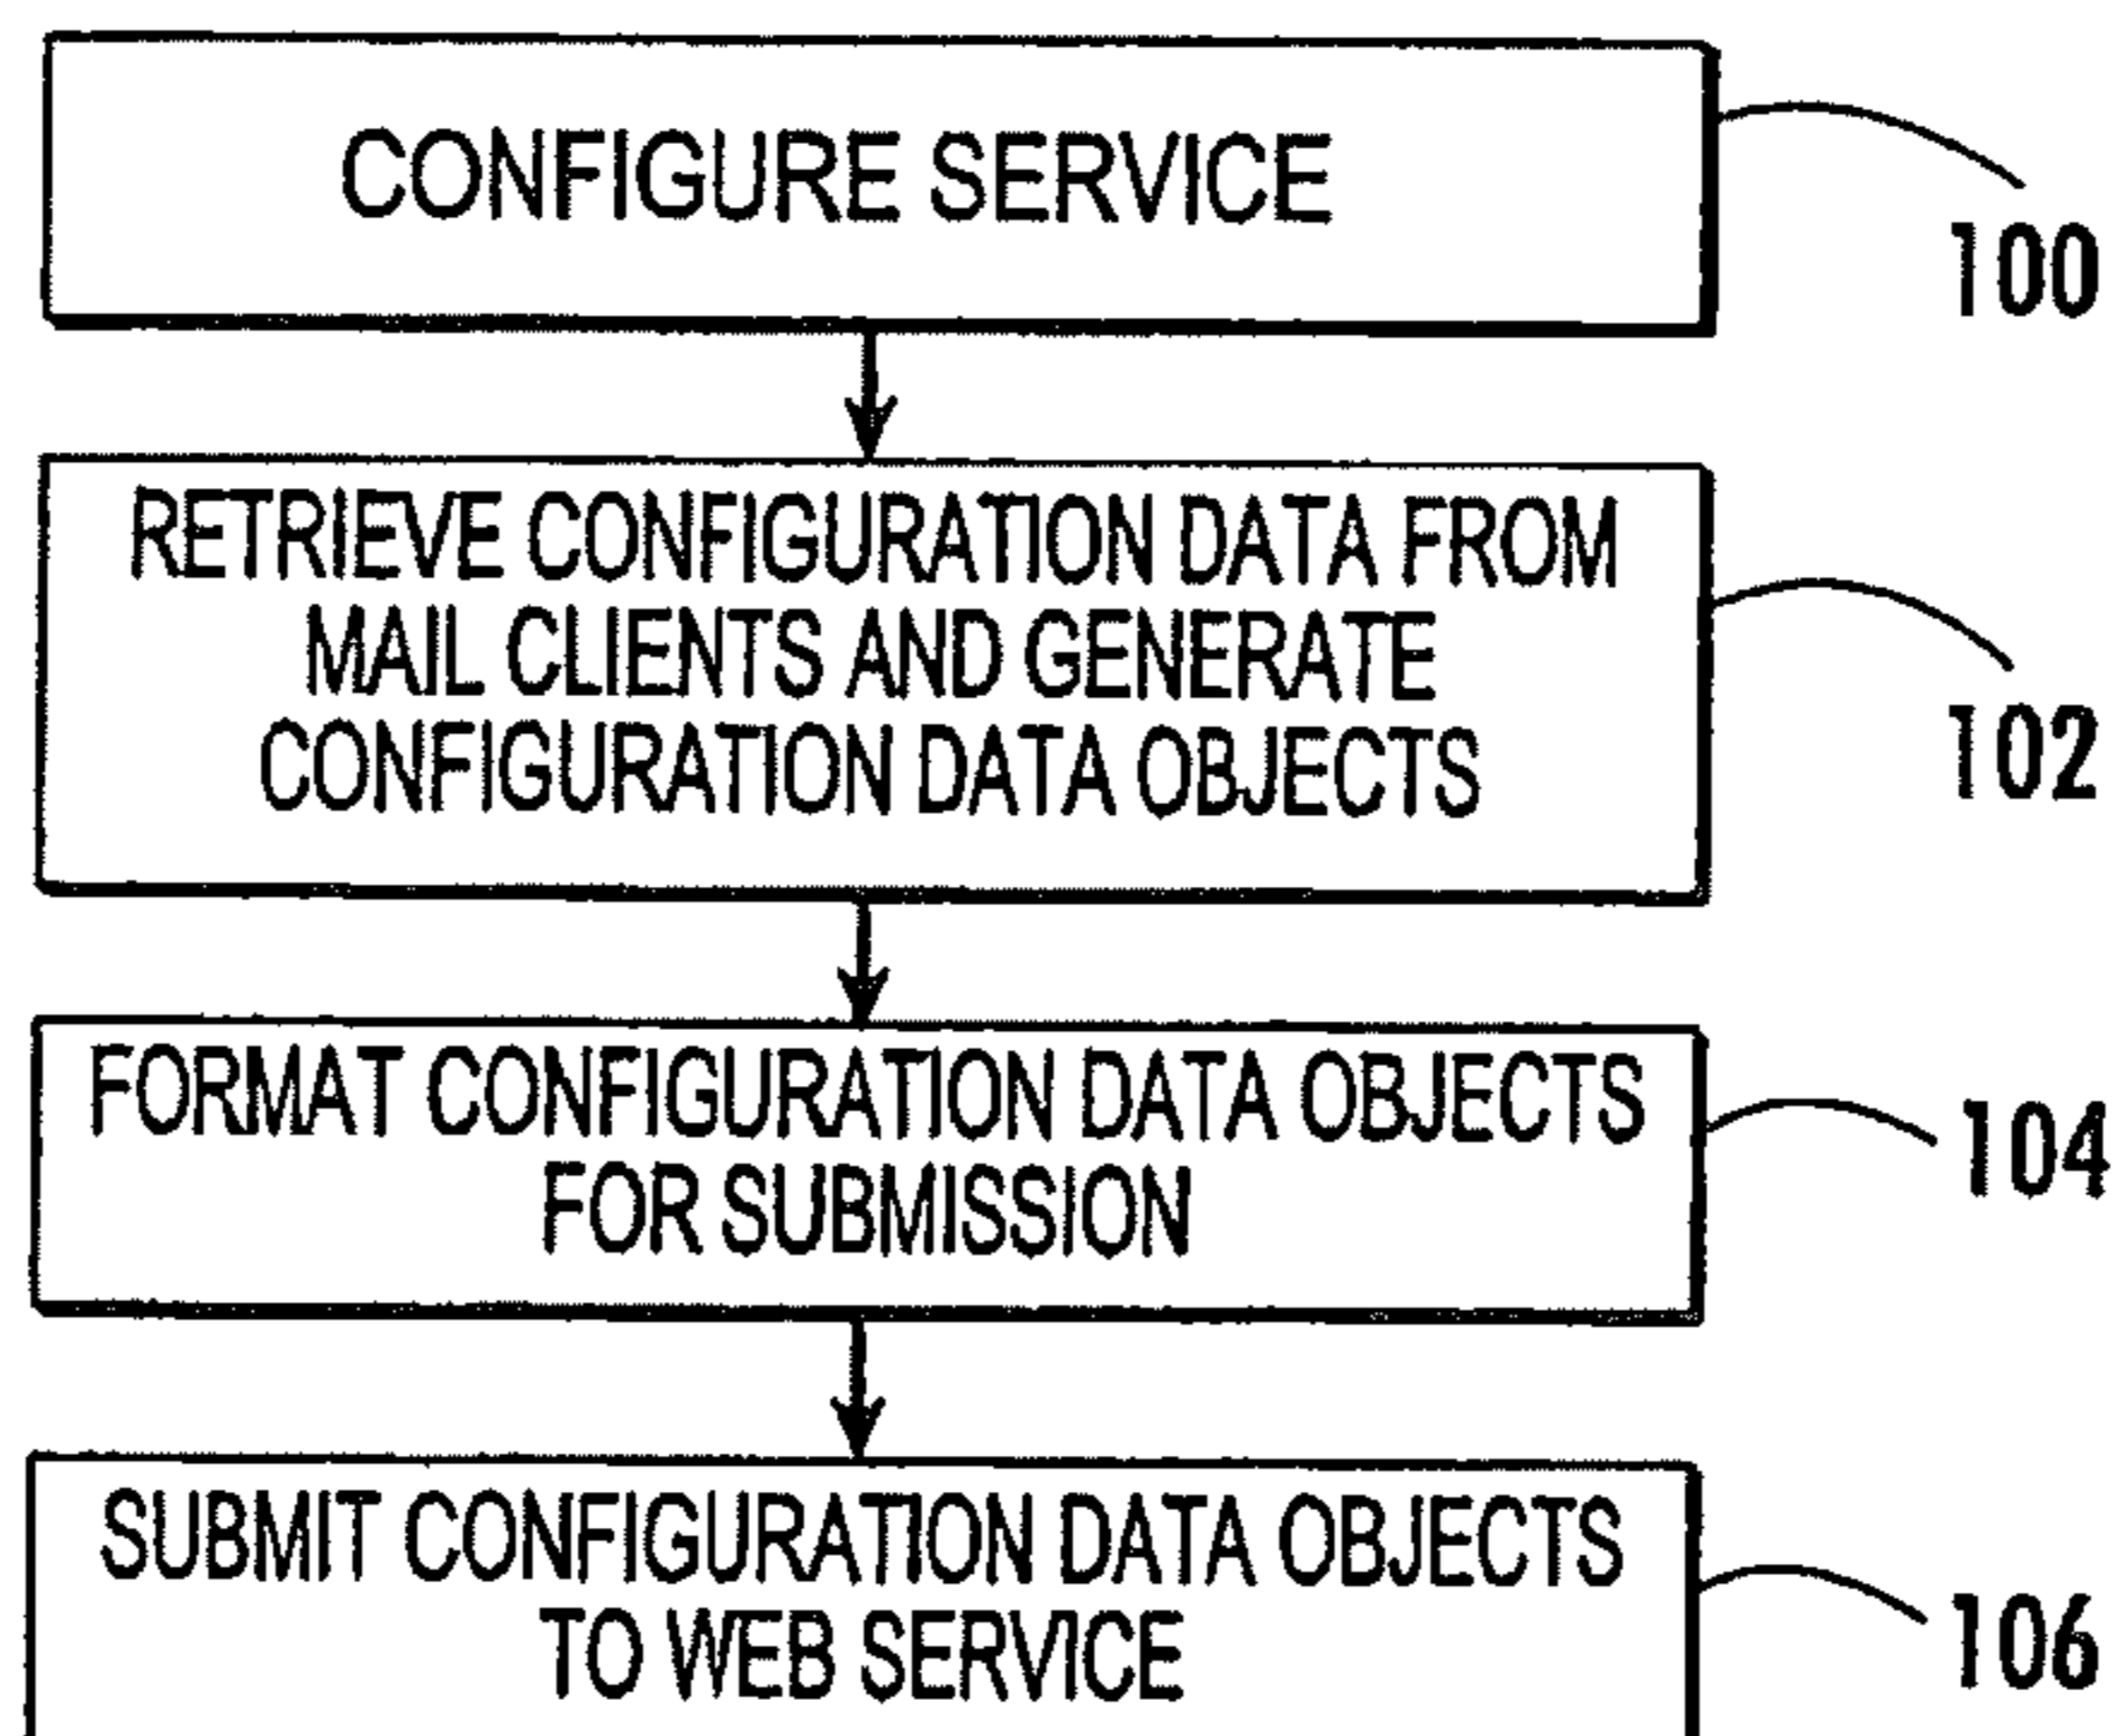 CONFIGURE SERVICE
100
RETRIEVE CONFIGURATION DATA FROM
MAIL CLIENTS AND GENERATE
CONFIGURATION DATA OBJECTS
102
FORMAT CONFIGURATION DATA OBJECTS
FOR SUBMISSION
104
SUBMIT CONFIGURATION DATA OBJECTS
TO WEB SERVICE
106